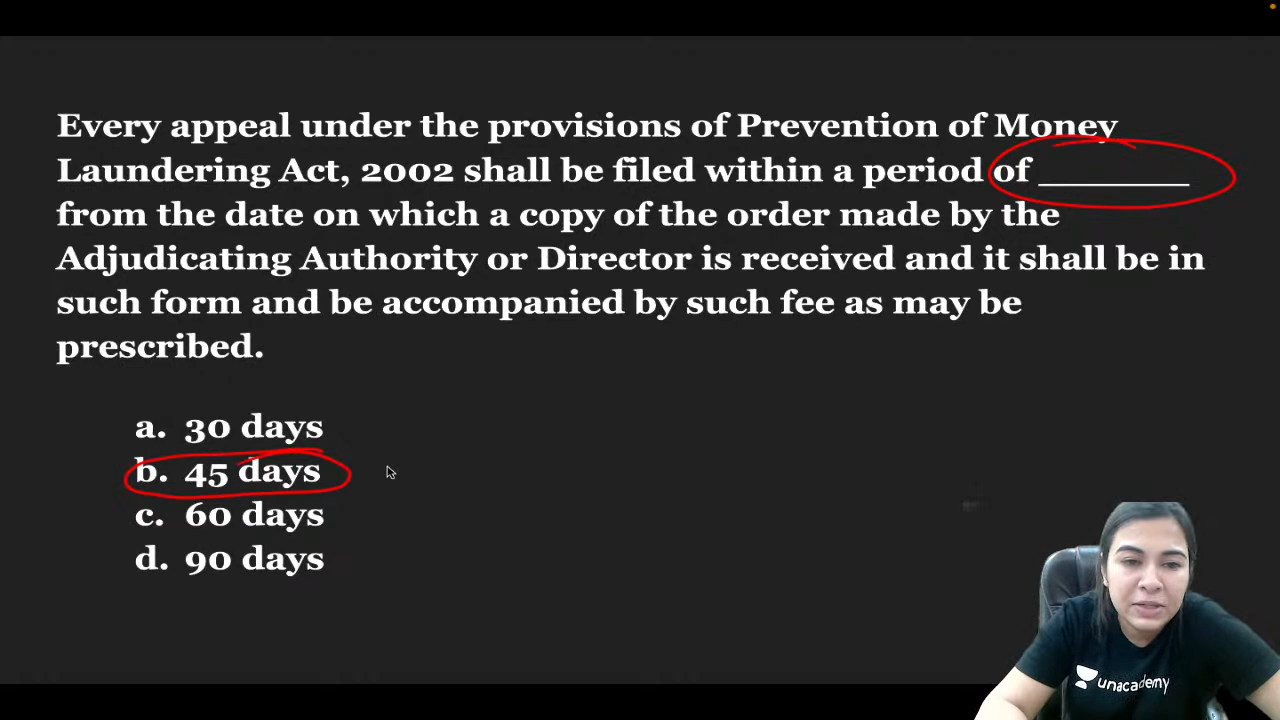 Every appeal under the provisions of Prevention of Money
Laundering Act, 2002 shall be filed within a period of ________
from the date on which a copy of the order made by the
Adjudicating Authority or Director is received and it shall be in
such form and be accompanied by such fee as may be
prescribed.
a. 30 days
b. 45 days
c. 60 days
d. 90 days
unacademy